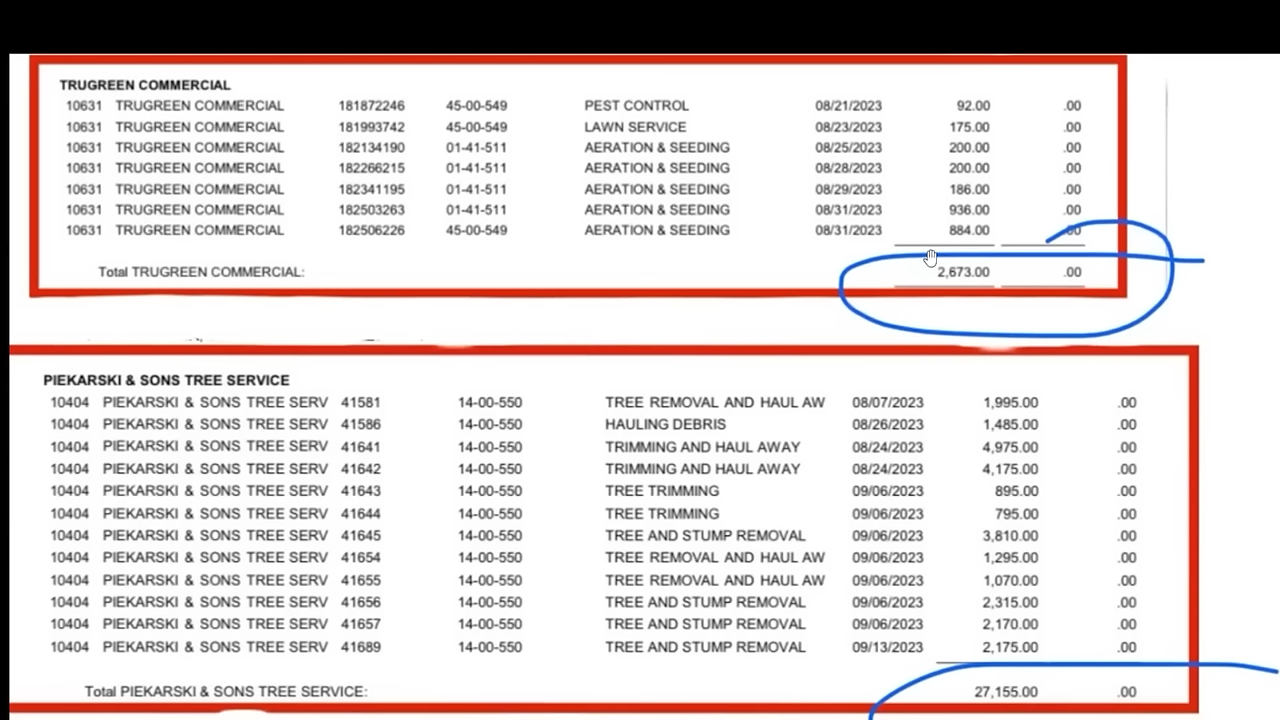 TRUGREEN COMMERCIAL
10631 TRUGREEN COMMERCIAL 181872246 45-00-549 PEST CONTROL 08/21/2023 92.00 .00
10631 TRUGREEN COMMERCIAL 181993742 45-00-549 LAWN SERVICE 08/23/2023 175.00 .00
10631 TRUGREEN COMMERCIAL 182134190 01-41-511 AERATION & SEEDING 08/25/2023 200.00 .00
10631 TRUGREEN COMMERCIAL 182266215 01-41-511 AERATION & SEEDING 08/28/2023 200.00 .00
10631 TRUGREEN COMMERCIAL 182341195 01-41-511 AERATION & SEEDING 08/29/2023 186.00 .00
10631 TRUGREEN COMMERCIAL 182503263 01-41-511 AERATION & SEEDING 08/31/2023 936.00 .00
10631 TRUGREEN COMMERCIAL 182506226 45-00-549 AERATION & SEEDING 08/31/2023 884.00 .00
Total TRUGREEN COMMERCIAL: 2,673.00 .00
PIEKARSKI & SONS TREE SERVICE
10404 PIEKARSKI & SONS TREE SERV 41581 14-00-550 TREE REMOVAL AND HAUL AW 08/07/2023 1,995.00 .00
10404 PIEKARSKI & SONS TREE SERV 41586 14-00-550 HAULING DEBRIS 08/26/2023 1,485.00 .00
10404 PIEKARSKI & SONS TREE SERV 41641 14-00-550 TRIMMING AND HAUL AWAY 08/24/2023 4,975.00 .00
10404 PIEKARSKI & SONS TREE SERV 41642 14-00-550 TRIMMING AND HAUL AWAY 08/24/2023 4,175.00 .00
10404 PIEKARSKI & SONS TREE SERV 41643 14-00-550 TREE TRIMMING 09/06/2023 895.00 .00
10404 PIEKARSKI & SONS TREE SERV 41644 14-00-550 TREE TRIMMING 09/06/2023 795.00 .00
10404 PIEKARSKI & SONS TREE SERV 41645 14-00-550 TREE AND STUMP REMOVAL 09/06/2023 3,810.00 .00
10404 PIEKARSKI & SONS TREE SERV 41654 14-00-550 TREE REMOVAL AND HAUL AW 09/06/2023 1,295.00 .00
10404 PIEKARSKI & SONS TREE SERV 41655 14-00-550 TREE REMOVAL AND HAUL AW 09/06/2023 1,070.00 .00
10404 PIEKARSKI & SONS TREE SERV 41656 14-00-550 TREE AND STUMP REMOVAL 09/06/2023 2,315.00 .00
10404 PIEKARSKI & SONS TREE SERV 41657 14-00-550 TREE AND STUMP REMOVAL 09/06/2023 2,170.00 .00
10404 PIEKARSKI & SONS TREE SERV 41689 14-00-550 TREE AND STUMP REMOVAL 09/13/2023 2,175.00 .00
Total PIEKARSKI & SONS TREE SERVICE: 27,155.00 .00